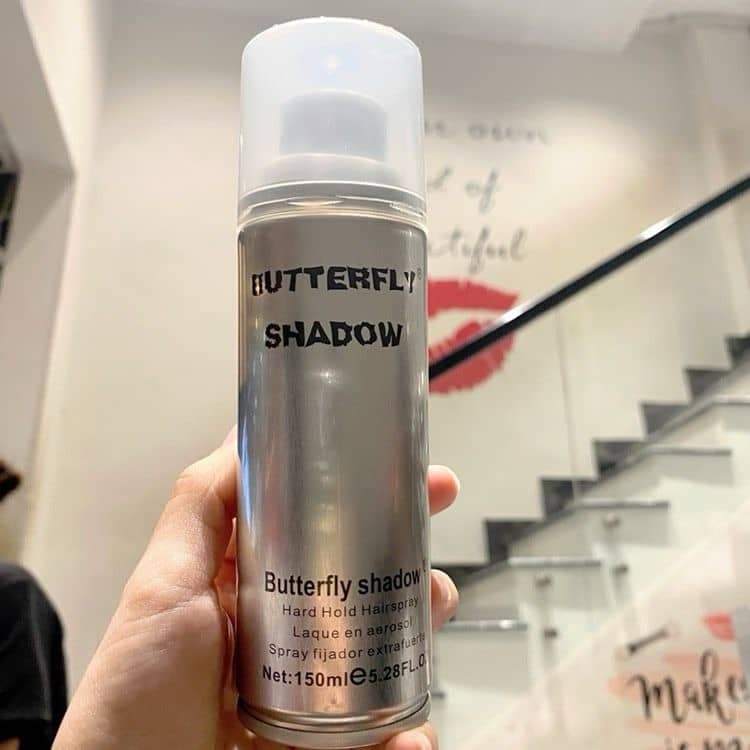 own
of
BUTTERFLY®
SHADOW
Butterfly shadow
Hard Hold Hairspray
Laque en aerosol
Spray fijador extrafuerte
Net:150ml℮5.28FL.O
Make